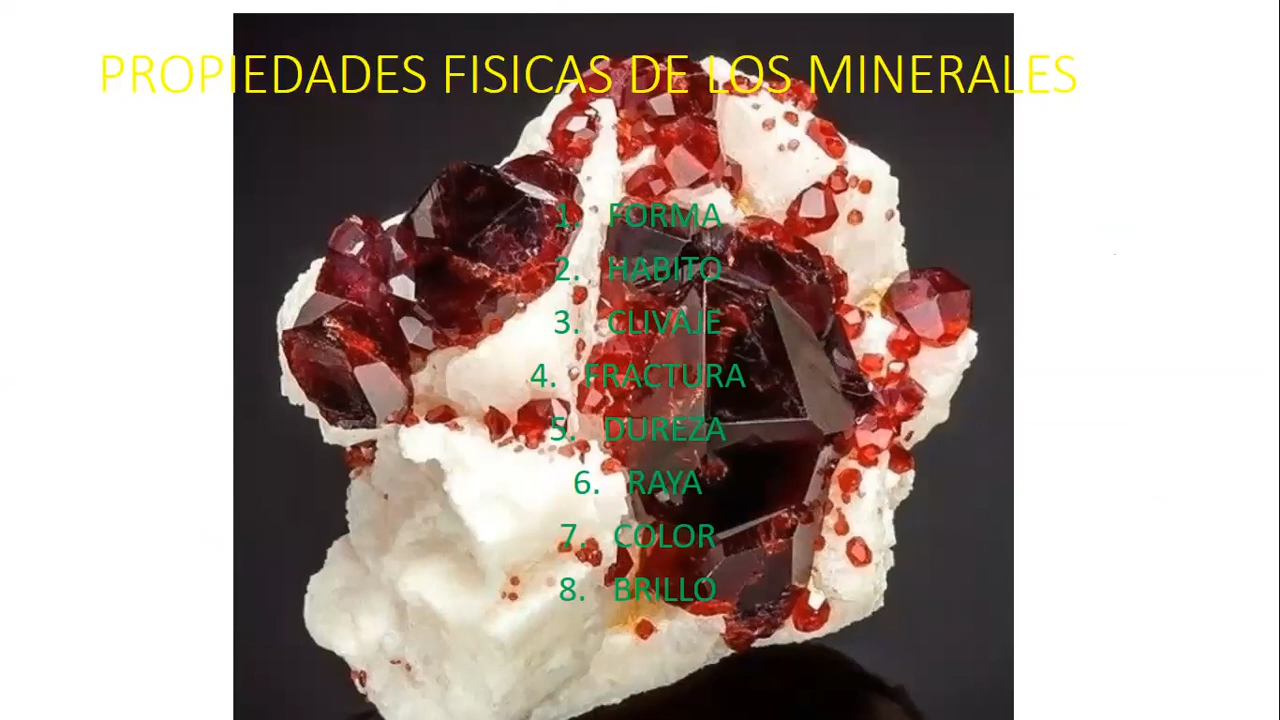 PROPIEDADES FISICAS DE LOS MINERALES
1. FORMA
2. HABITO
3. CLIVAJE
4. FRACTURA
5. DUREZA
6. RAYA
7. COLOR
8. BRILLO